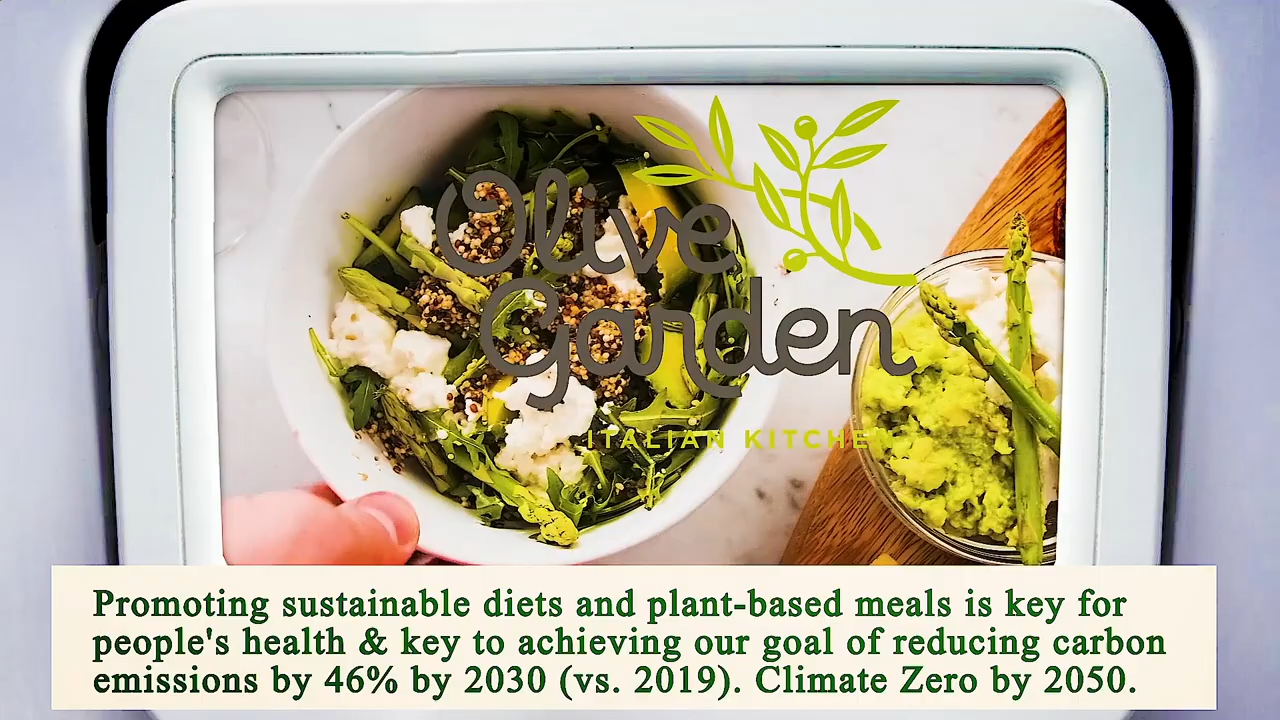 Olive
Garden
ITALIAN KITCHEN
Promoting sustainable diets and plant-based meals is key for
people's health & key to achieving our goal of reducing carbon
emissions by 46% by 2030 (vs. 2019). Climate Zero by 2050.